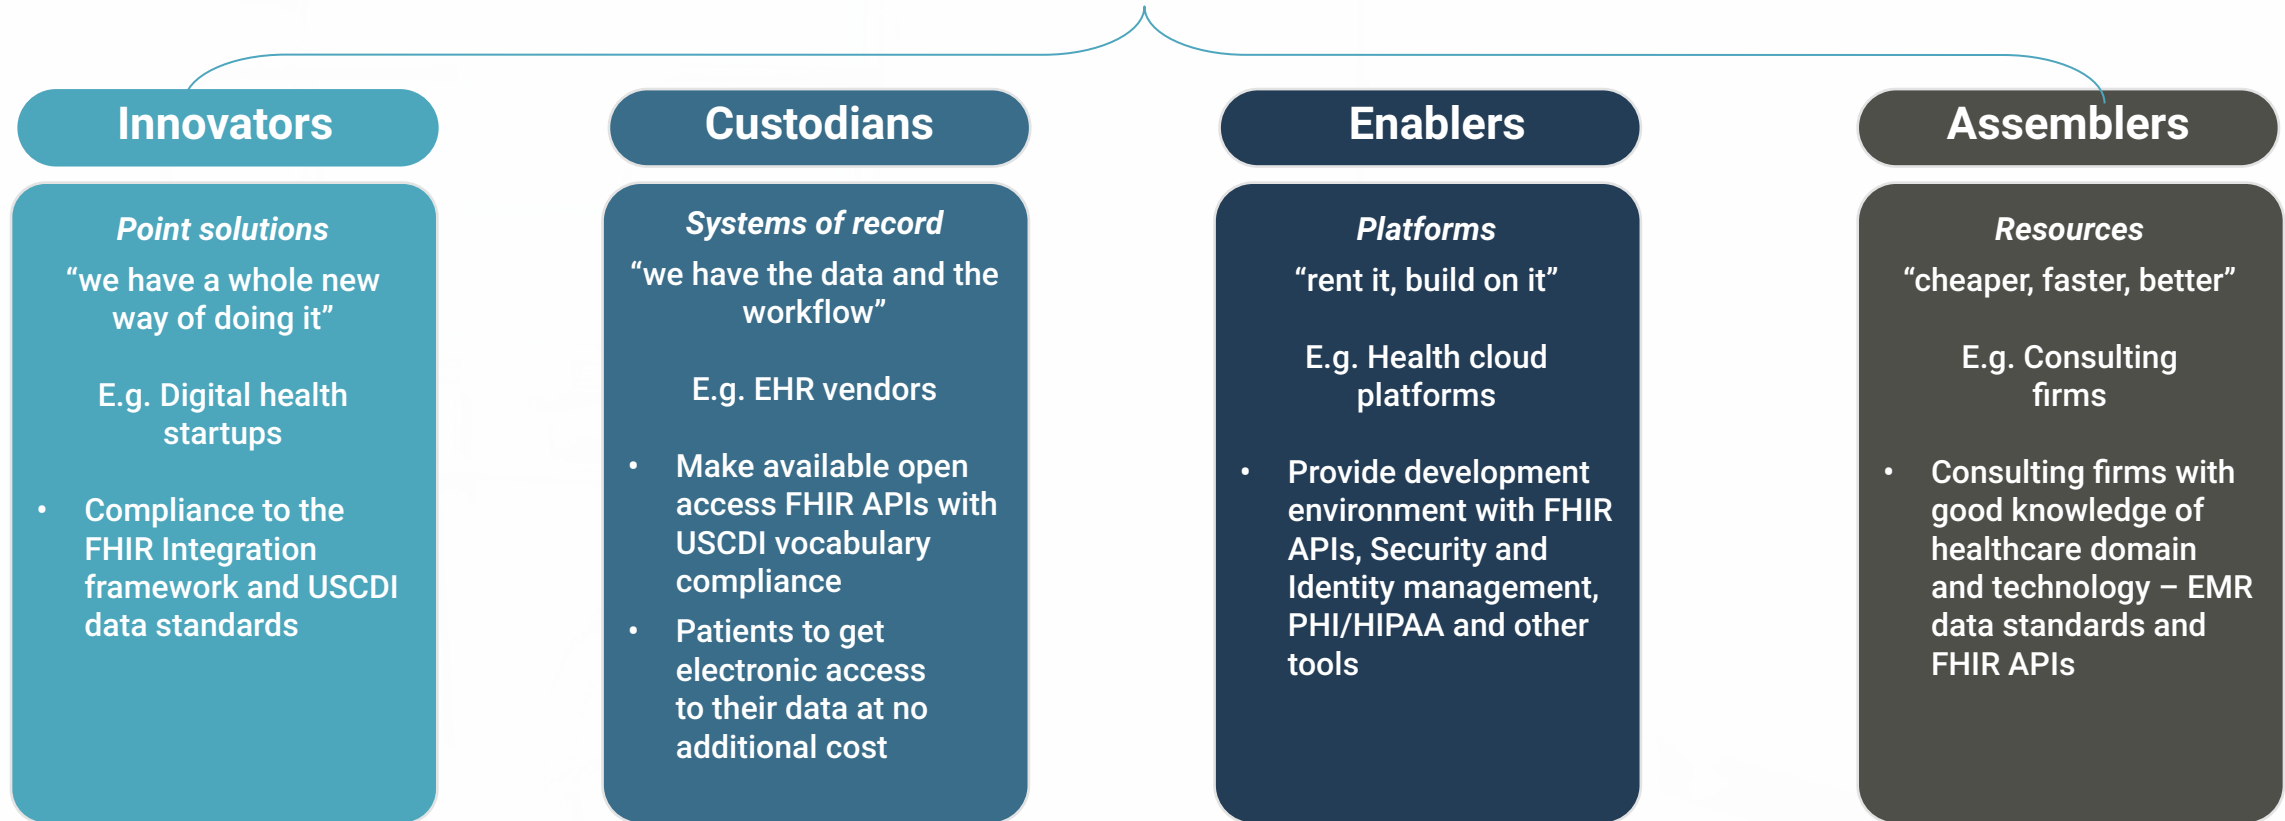 Innovators
Point solutions
“we have a whole new
way of doing it”
E.g. Digital health
startups
• Compliance to the
FHIR Integration
framework and USCDI
data standards
Custodians
Systems of record
“we have the data and the
workflow”
E.g. EHR vendors
• Make available open
access FHIR APIs with
USCDI vocabulary
compliance
• Patients to get
electronic access
to their data at no
additional cost
Enablers
Platforms
“rent it, build on it”
E.g. Health cloud
platforms
• Provide development
environment with FHIR
APIs, Security and
Identity management,
PHI/HIPAA and other
tools
Assemblers
Resources
“cheaper, faster, better”
E.g. Consulting
firms
• Consulting firms with
good knowledge of
healthcare domain
and technology – EMR
data standards and
FHIR APIs